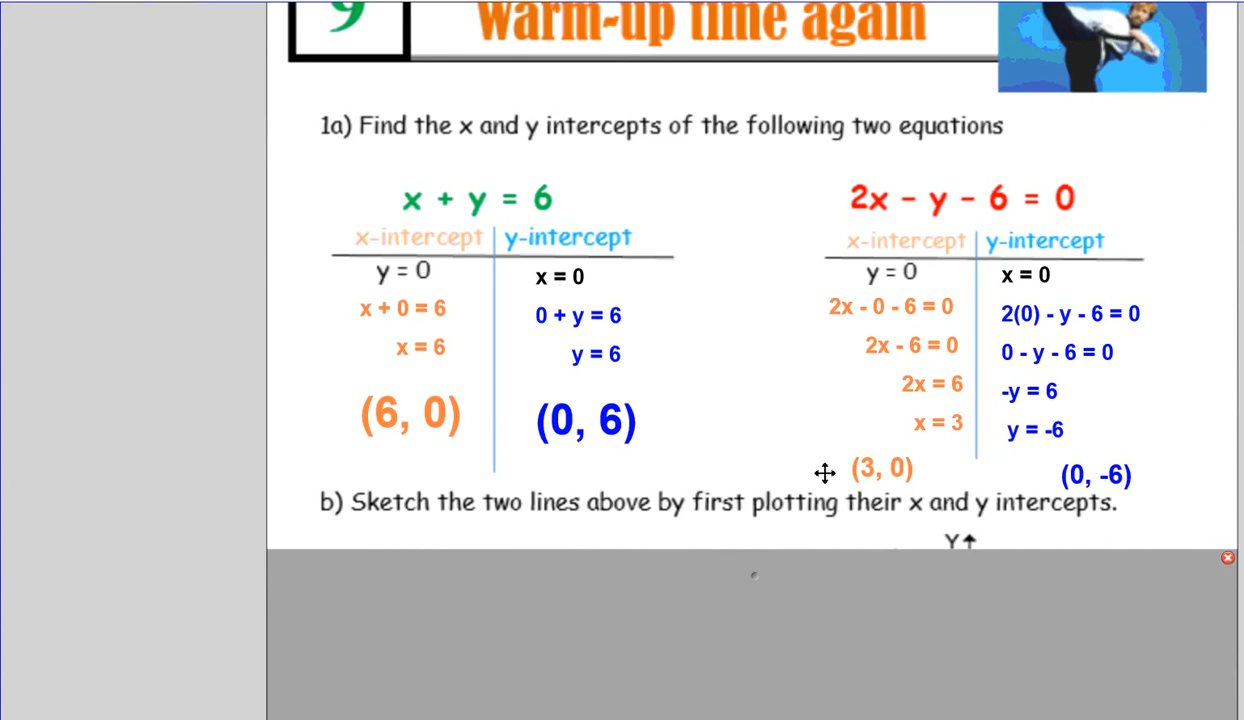 9
Warm-up time again
1a) Find the x and y intercepts of the following two equations
x + y = 6
x-intercept y-intercept
y = 0 x = 0
x + 0 = 6 0 + y = 6
x = 6 y = 6
(6, 0) (0, 6)
2x - y - 6 = 0
x-intercept y-intercept
y = 0 x = 0
2x - 0 - 6 = 0 2(0) - y - 6 = 0
2x - 6 = 0 0 - y - 6 = 0
2x = 6 -y = 6
x = 3 y = -6
(3, 0) (0, -6)
b) Sketch the two lines above by first plotting their x and y intercepts.
Y↑